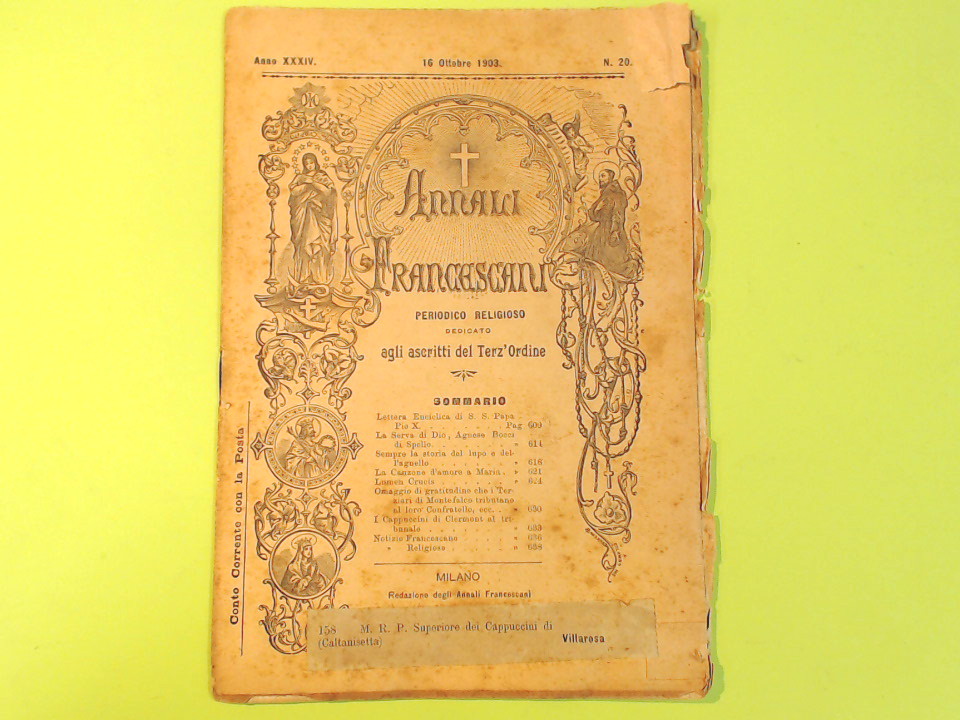 Anno XXXIV. 16 Ottobre 1903. N. 20.
ANNALI
FRANCESCANI
PERIODICO RELIGIOSO
DEDICATO
agli ascritti del Terz'Ordine
SOMMARIO
Lettera Enciclica di S. S. Papa
Pio X. . . . . . . . Pag 609
La Serva di Dio, Agnese Bocci
di Spello. . . . . . . » 614
Sempre la storia del lupo e del-
l'agnello . . . . . . . » 616
La Canzone d'amore a Maria . » 621
Lumen Crucis . . . . . » 624
Omaggio di gratitudine che i Ter-
ziari di Montefalco tributano
al loro Confratello, ecc. . » 630
I Cappuccini di Clermont al tri-
bunale . . . . . . . » 633
Notizie Francescane . . . . » 636
» Religiose . . . . . » 638
MILANO
Redazione degli Annali Francescani
Conto Corrente con la Posta
158 M. R. P. Superiore dei Cappuccini di
(Caltanisetta) Villarosa